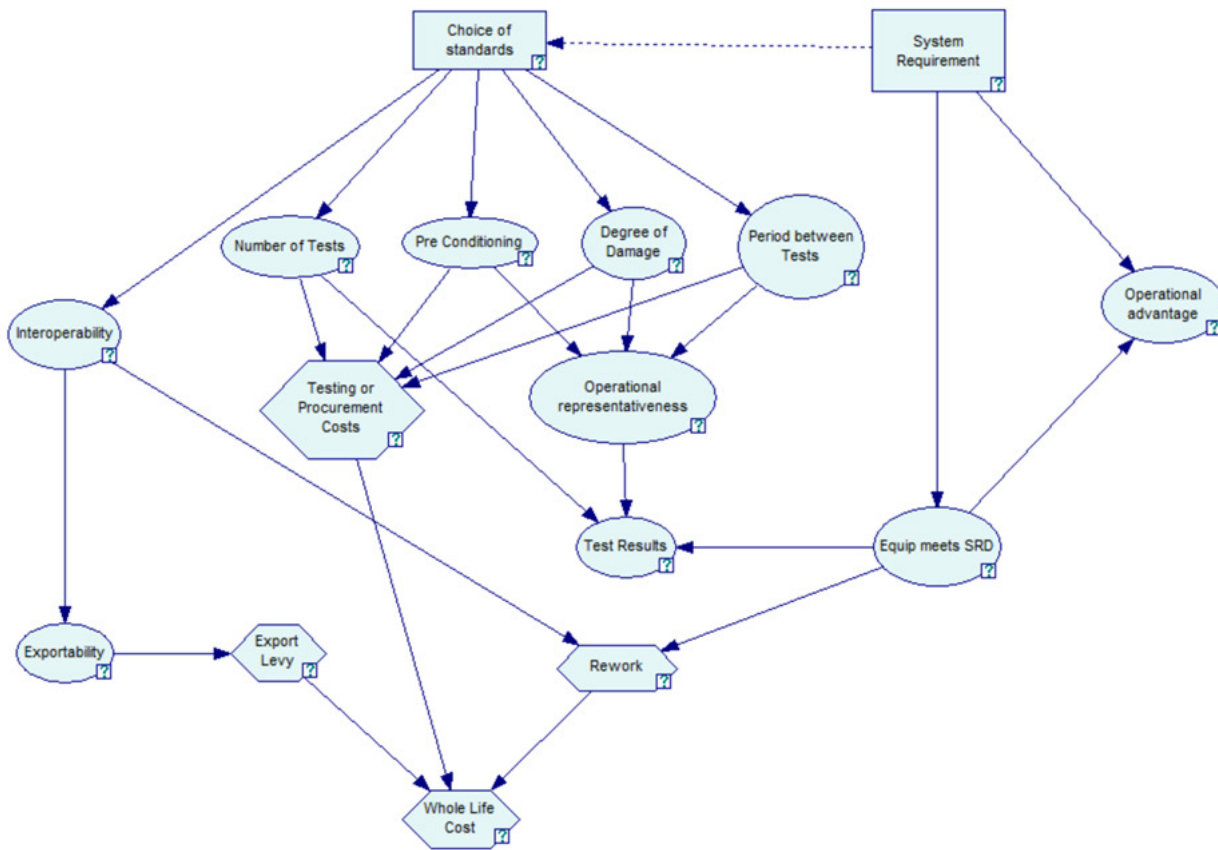 Choice of
standards
?
System
Requirement
?
Number of Tests
?
Pre Conditioning
?
Degree of
Damage
?
Period between
Tests
?
Operational
advantage
?
Interoperability
?
Testing or
Procurement
Costs
?
Operational
representativeness
?
Test Results
?
Equip meets SRD
?
Exportability
?
Export
Levy
?
Rework
?
Whole Life
Cost
?